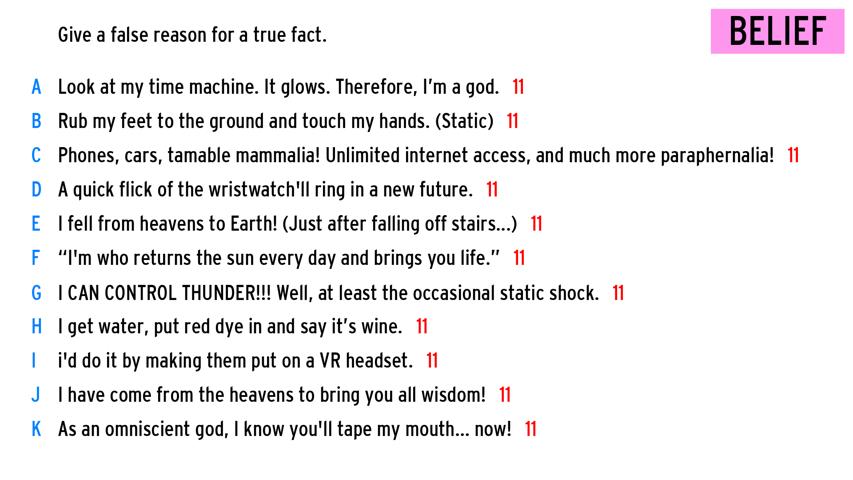 Give a false reason for a true fact.
BELIEF
A Look at my time machine. It glows. Therefore, I'm a god. 11
B Rub my feet to the ground and touch my hands. (Static) 11
C Phones, cars, tamable mammalia! Unlimited internet access, and much more paraphernalia! 11
D A quick flick of the wristwatch'll ring in a new future. 11
E I fell from heavens to Earth! (Just after falling off stairs...) 11
F “I'm who returns the sun every day and brings you life.” 11
G I CAN CONTROL THUNDER!!! Well, at least the occasional static shock. 11
H I get water, put red dye in and say it’s wine. 11
I i'd do it by making them put on a VR headset. 11
J I have come from the heavens to bring you all wisdom! 11
K As an omniscient god, I know you'll tape my mouth... now! 11